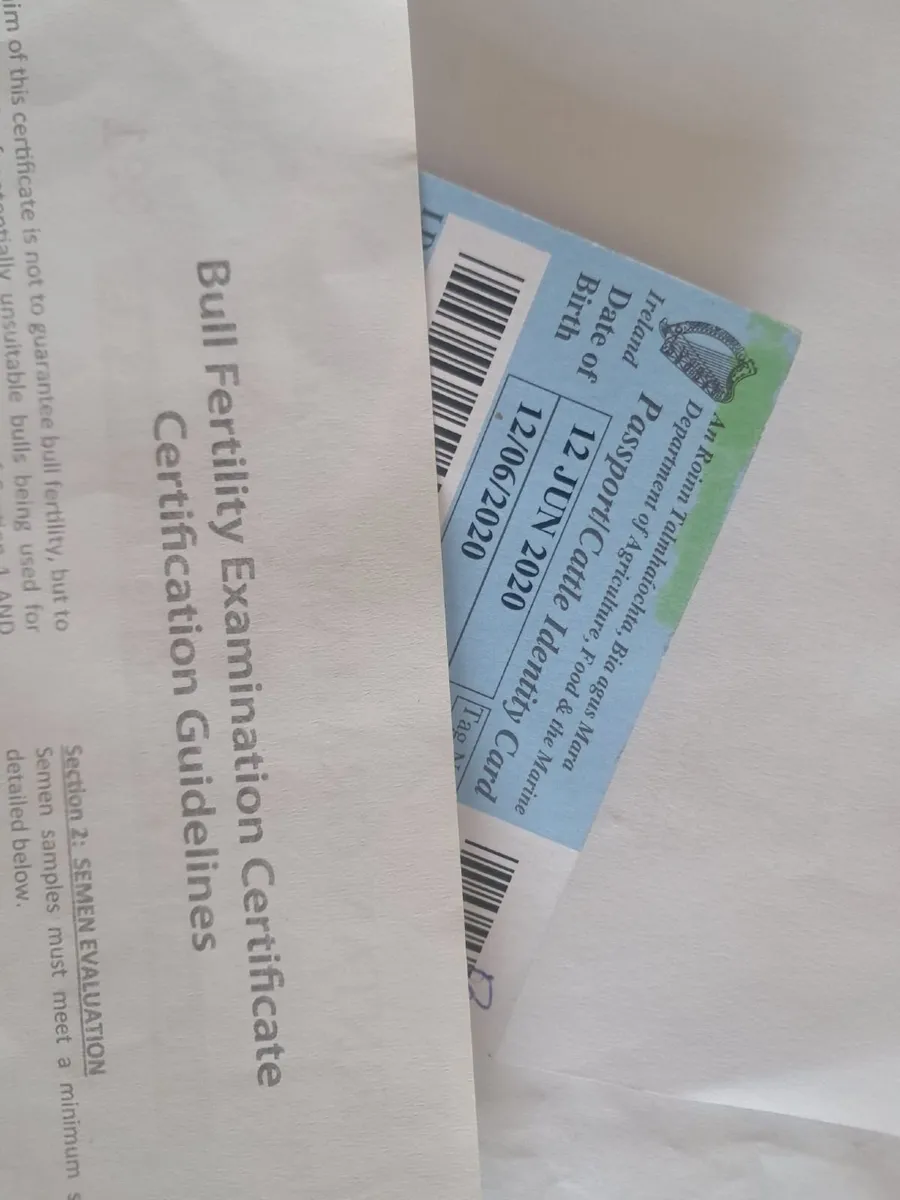 Bull Fertility Examination Certificate
Certification Guidelines
of this certificate is not to guarantee bull fertility, but to
unsuitable bulls being used for
1 AND
Section 2: SEMEN EVALUATION
Semen samples must meet a minimum
detailed below.
An Roinn Talmhaíochta, Bia agus Mara
Department of Agriculture, Food & the Marine
Ireland
Passport/Cattle Identity Card
Date of
Birth
12 JUN 2020
12/06/2020
Tag